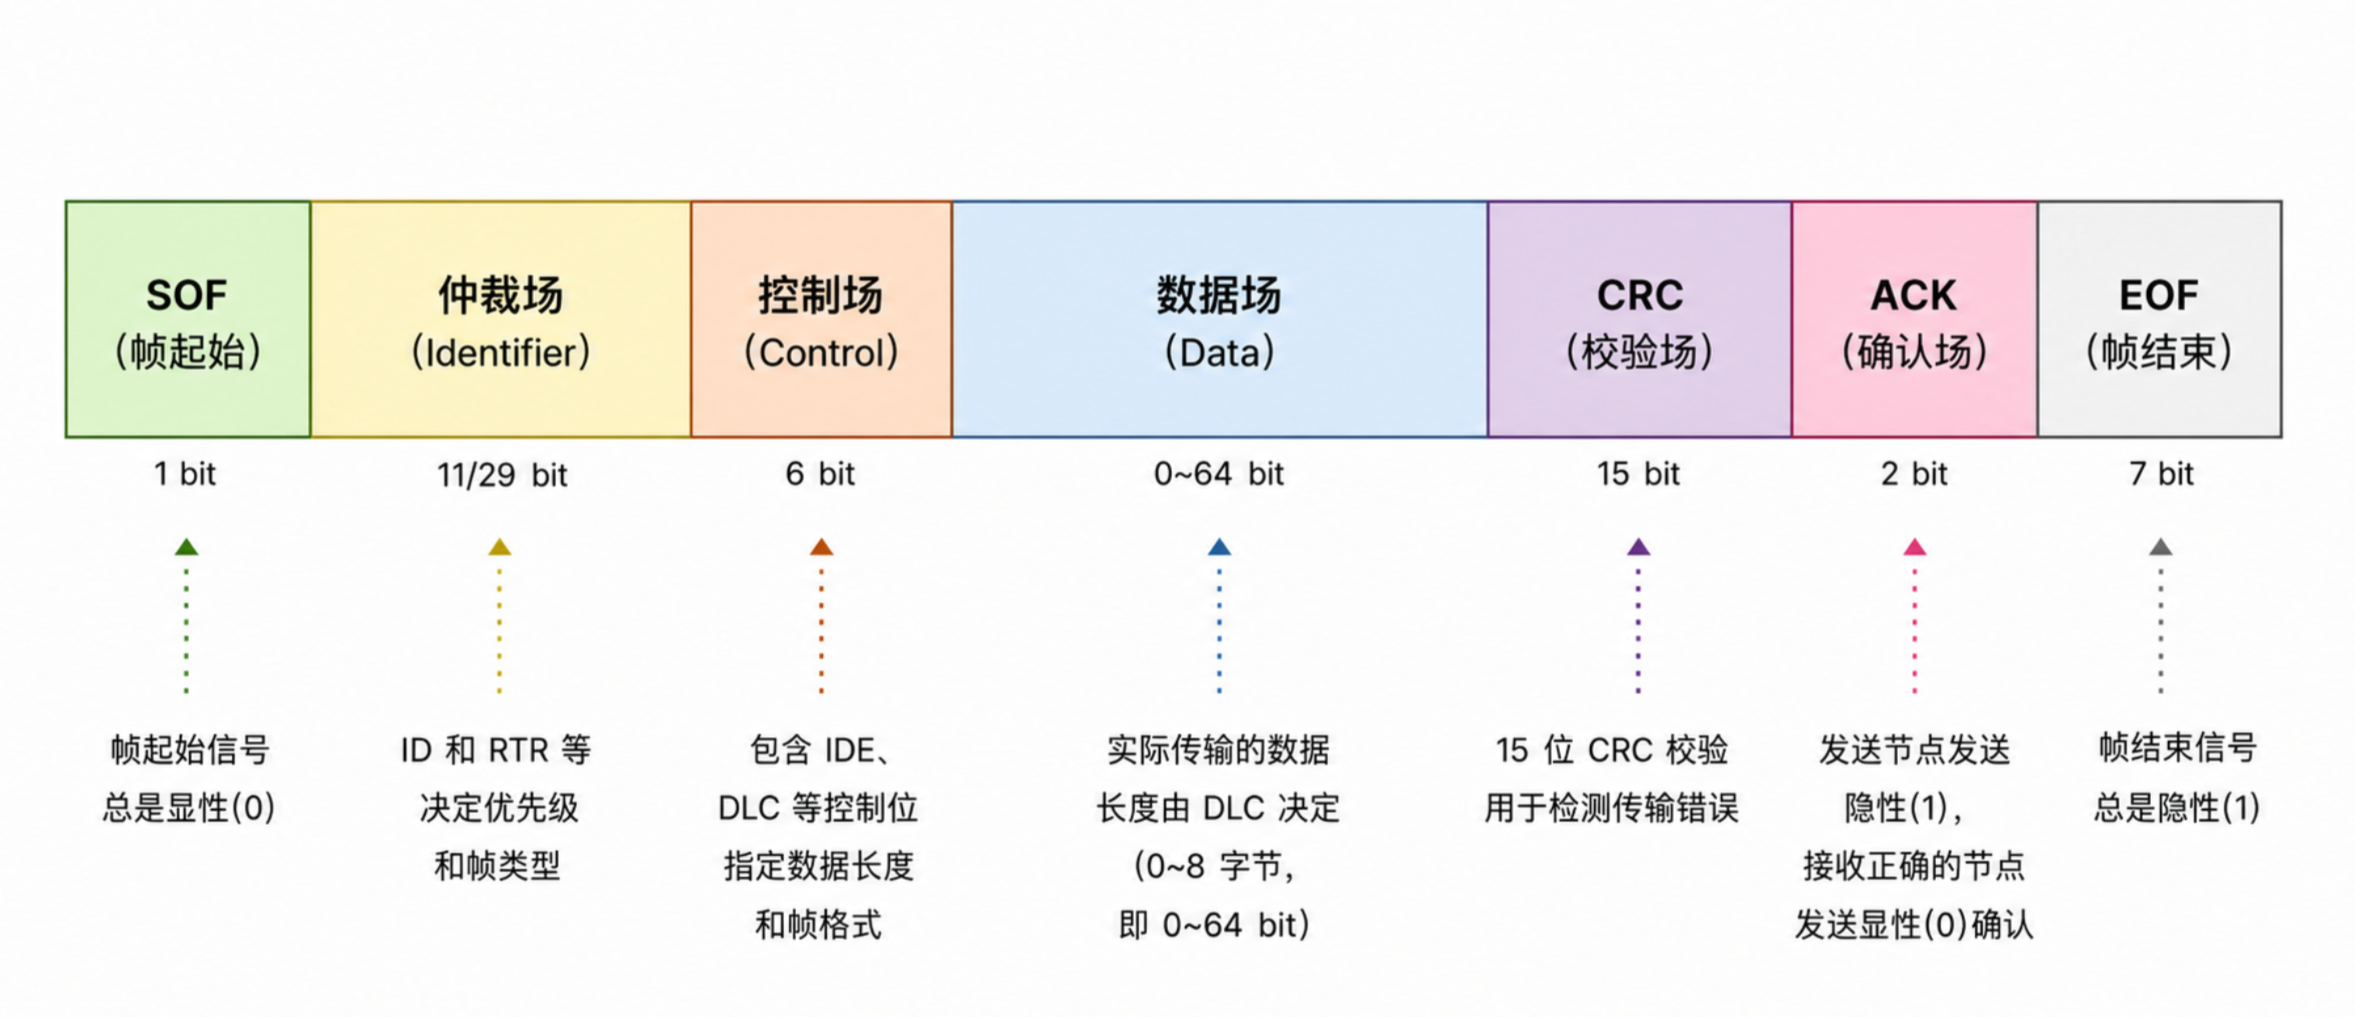 SOF
（帧起始）
仲裁场
（Identifier）
控制场
（Control）
数据场
（Data）
CRC
（校验场）
ACK
（确认场）
EOF
（帧结束）
1 bit
11/29 bit
6 bit
0~64 bit
15 bit
2 bit
7 bit
帧起始信号
总是显性(0)
ID 和 RTR 等
决定优先级
和帧类型
包含 IDE、
DLC 等控制位
指定数据长度
和帧格式
实际传输的数据
长度由 DLC 决定
（0~8 字节，
即 0~64 bit）
15 位 CRC 校验
用于检测传输错误
发送节点发送
隐性(1)，
接收正确的节点
发送显性(0)确认
帧结束信号
总是隐性(1)